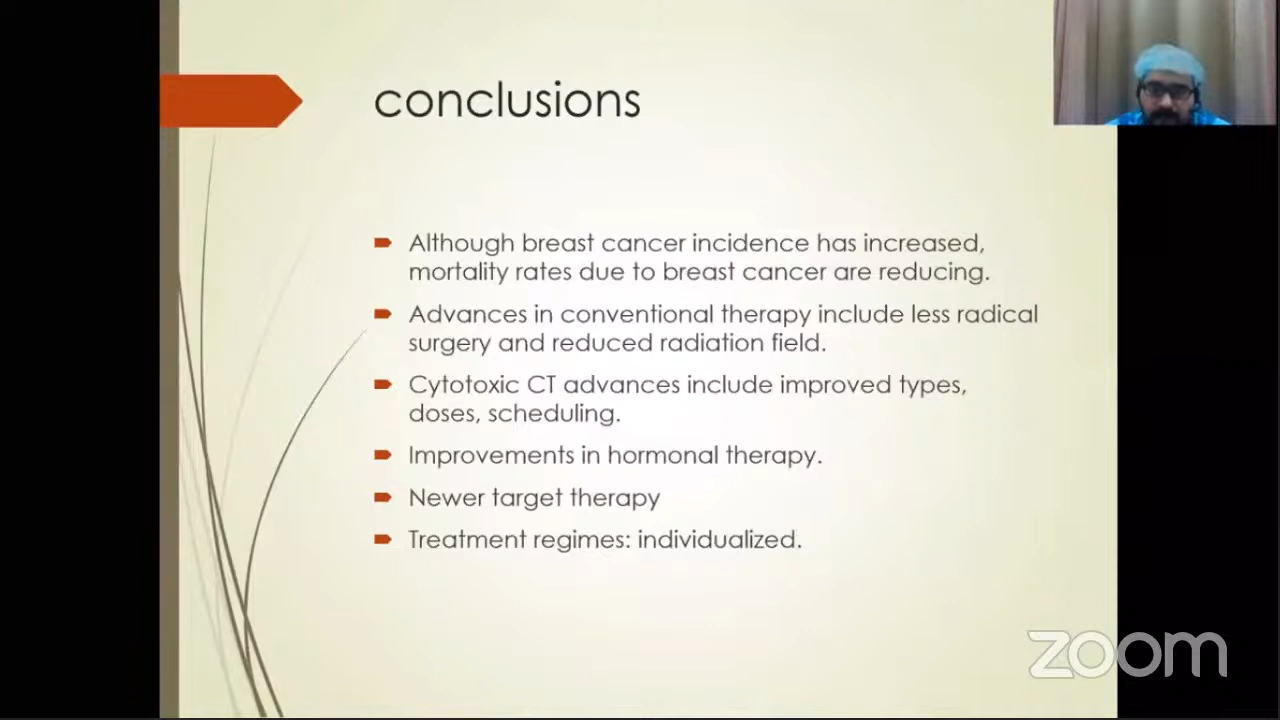 conclusions
Although breast cancer incidence has increased,
mortality rates due to breast cancer are reducing.
Advances in conventional therapy include less radical
surgery and reduced radiation field.
Cytotoxic CT advances include improved types,
doses, scheduling.
Improvements in hormonal therapy.
Newer target therapy
Treatment regimes: individualized.
zoom